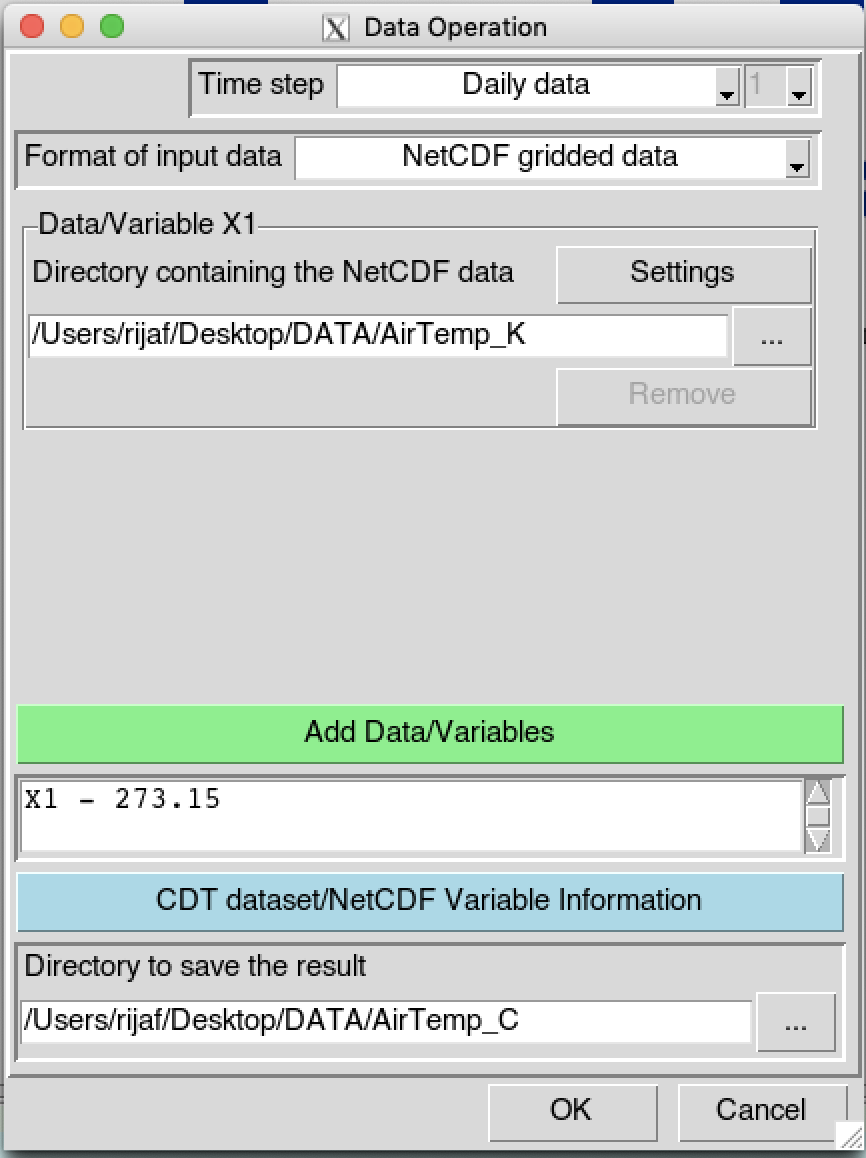 Data Operation
Time step Daily data 1
Format of input data NetCDF gridded data
Data/Variable X1
Directory containing the NetCDF data Settings
/Users/rijaf/Desktop/DATA/AirTemp_K ...
Remove
Add Data/Variables
X1 - 273.15
CDT dataset/NetCDF Variable Information
Directory to save the result
/Users/rijaf/Desktop/DATA/AirTemp_C ...
OK Cancel